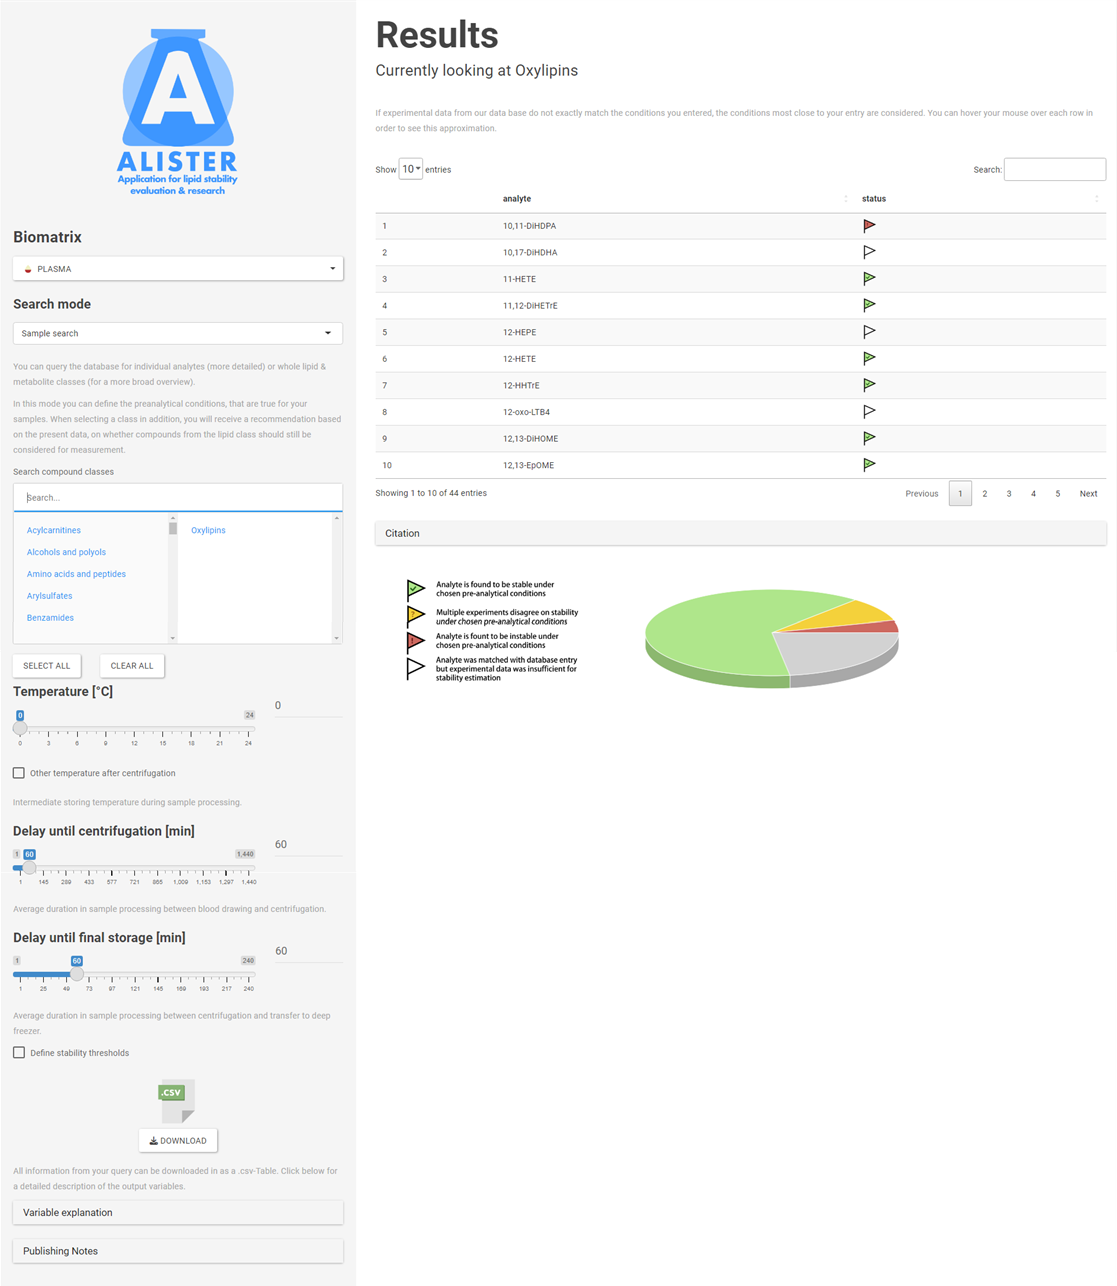 A
ALISTER
Application for lipid stability
evaluation & research
Biomatrix
PLASMA
Search mode
Sample search
You can query the database for individual analytes (more detailed) or whole lipid &
metabolite classes (for a more broad overview).
In this mode you can define the preanalytical conditions, that are true for your
samples. When selecting a class in addition, you will receive a recommendation based
on the present data, on whether compounds from the lipid class should still be
considered for measurement.
Search compound classes
Search...
Acylcarnitines
Oxylipins
Alcohols and polyols
Amino acids and peptides
Arylsulfates
Benzamides
SELECT ALL CLEAR ALL
Temperature [°C]
0
0 24
0 3 6 9 12 15 18 21 24
Other temperature after centrifugation
Intermediate storing temperature during sample processing.
Delay until centrifugation [min]
60
1 60 1,440
1 145 289 433 577 721 865 1,009 1,153 1,297 1,440
Average duration in sample processing between blood drawing and centrifugation.
Delay until final storage [min]
60
1 60 240
1 25 49 73 97 121 145 169 193 217 240
Average duration in sample processing between centrifugation and transfer to deep
freezer.
Define stability thresholds
.CSV
DOWNLOAD
All information from your query can be downloaded in as a .csv-Table. Click below for
a detailed description of the output variables.
Variable explanation
Publishing Notes
Results
Currently looking at Oxylipins
If experimental data from our data base do not exactly match the conditions you entered, the conditions most close to your entry are considered. You can hover your mouse over each row in
order to see this approximation.
Show 10 entries
Search:
analyte status
1 10,11-DiHDPA
2 10,17-DiHDHA
3 11-HETE
4 11,12-DiHETrE
5 12-HEPE
6 12-HETE
7 12-HHTrE
8 12-oxo-LTB4
9 12,13-DiHOME
10 12,13-EpOME
Showing 1 to 10 of 44 entries
Previous 1 2 3 4 5 Next
Citation
Analyte is found to be stable under
chosen pre-analytical conditions
? Multiple experiments disagree on stability
under chosen pre-analytical conditions
! Analyte is fount to be instable under
chosen pre-analytical conditions
Analyte was matched with database entry
but experimental data was insufficient for
stability estimation